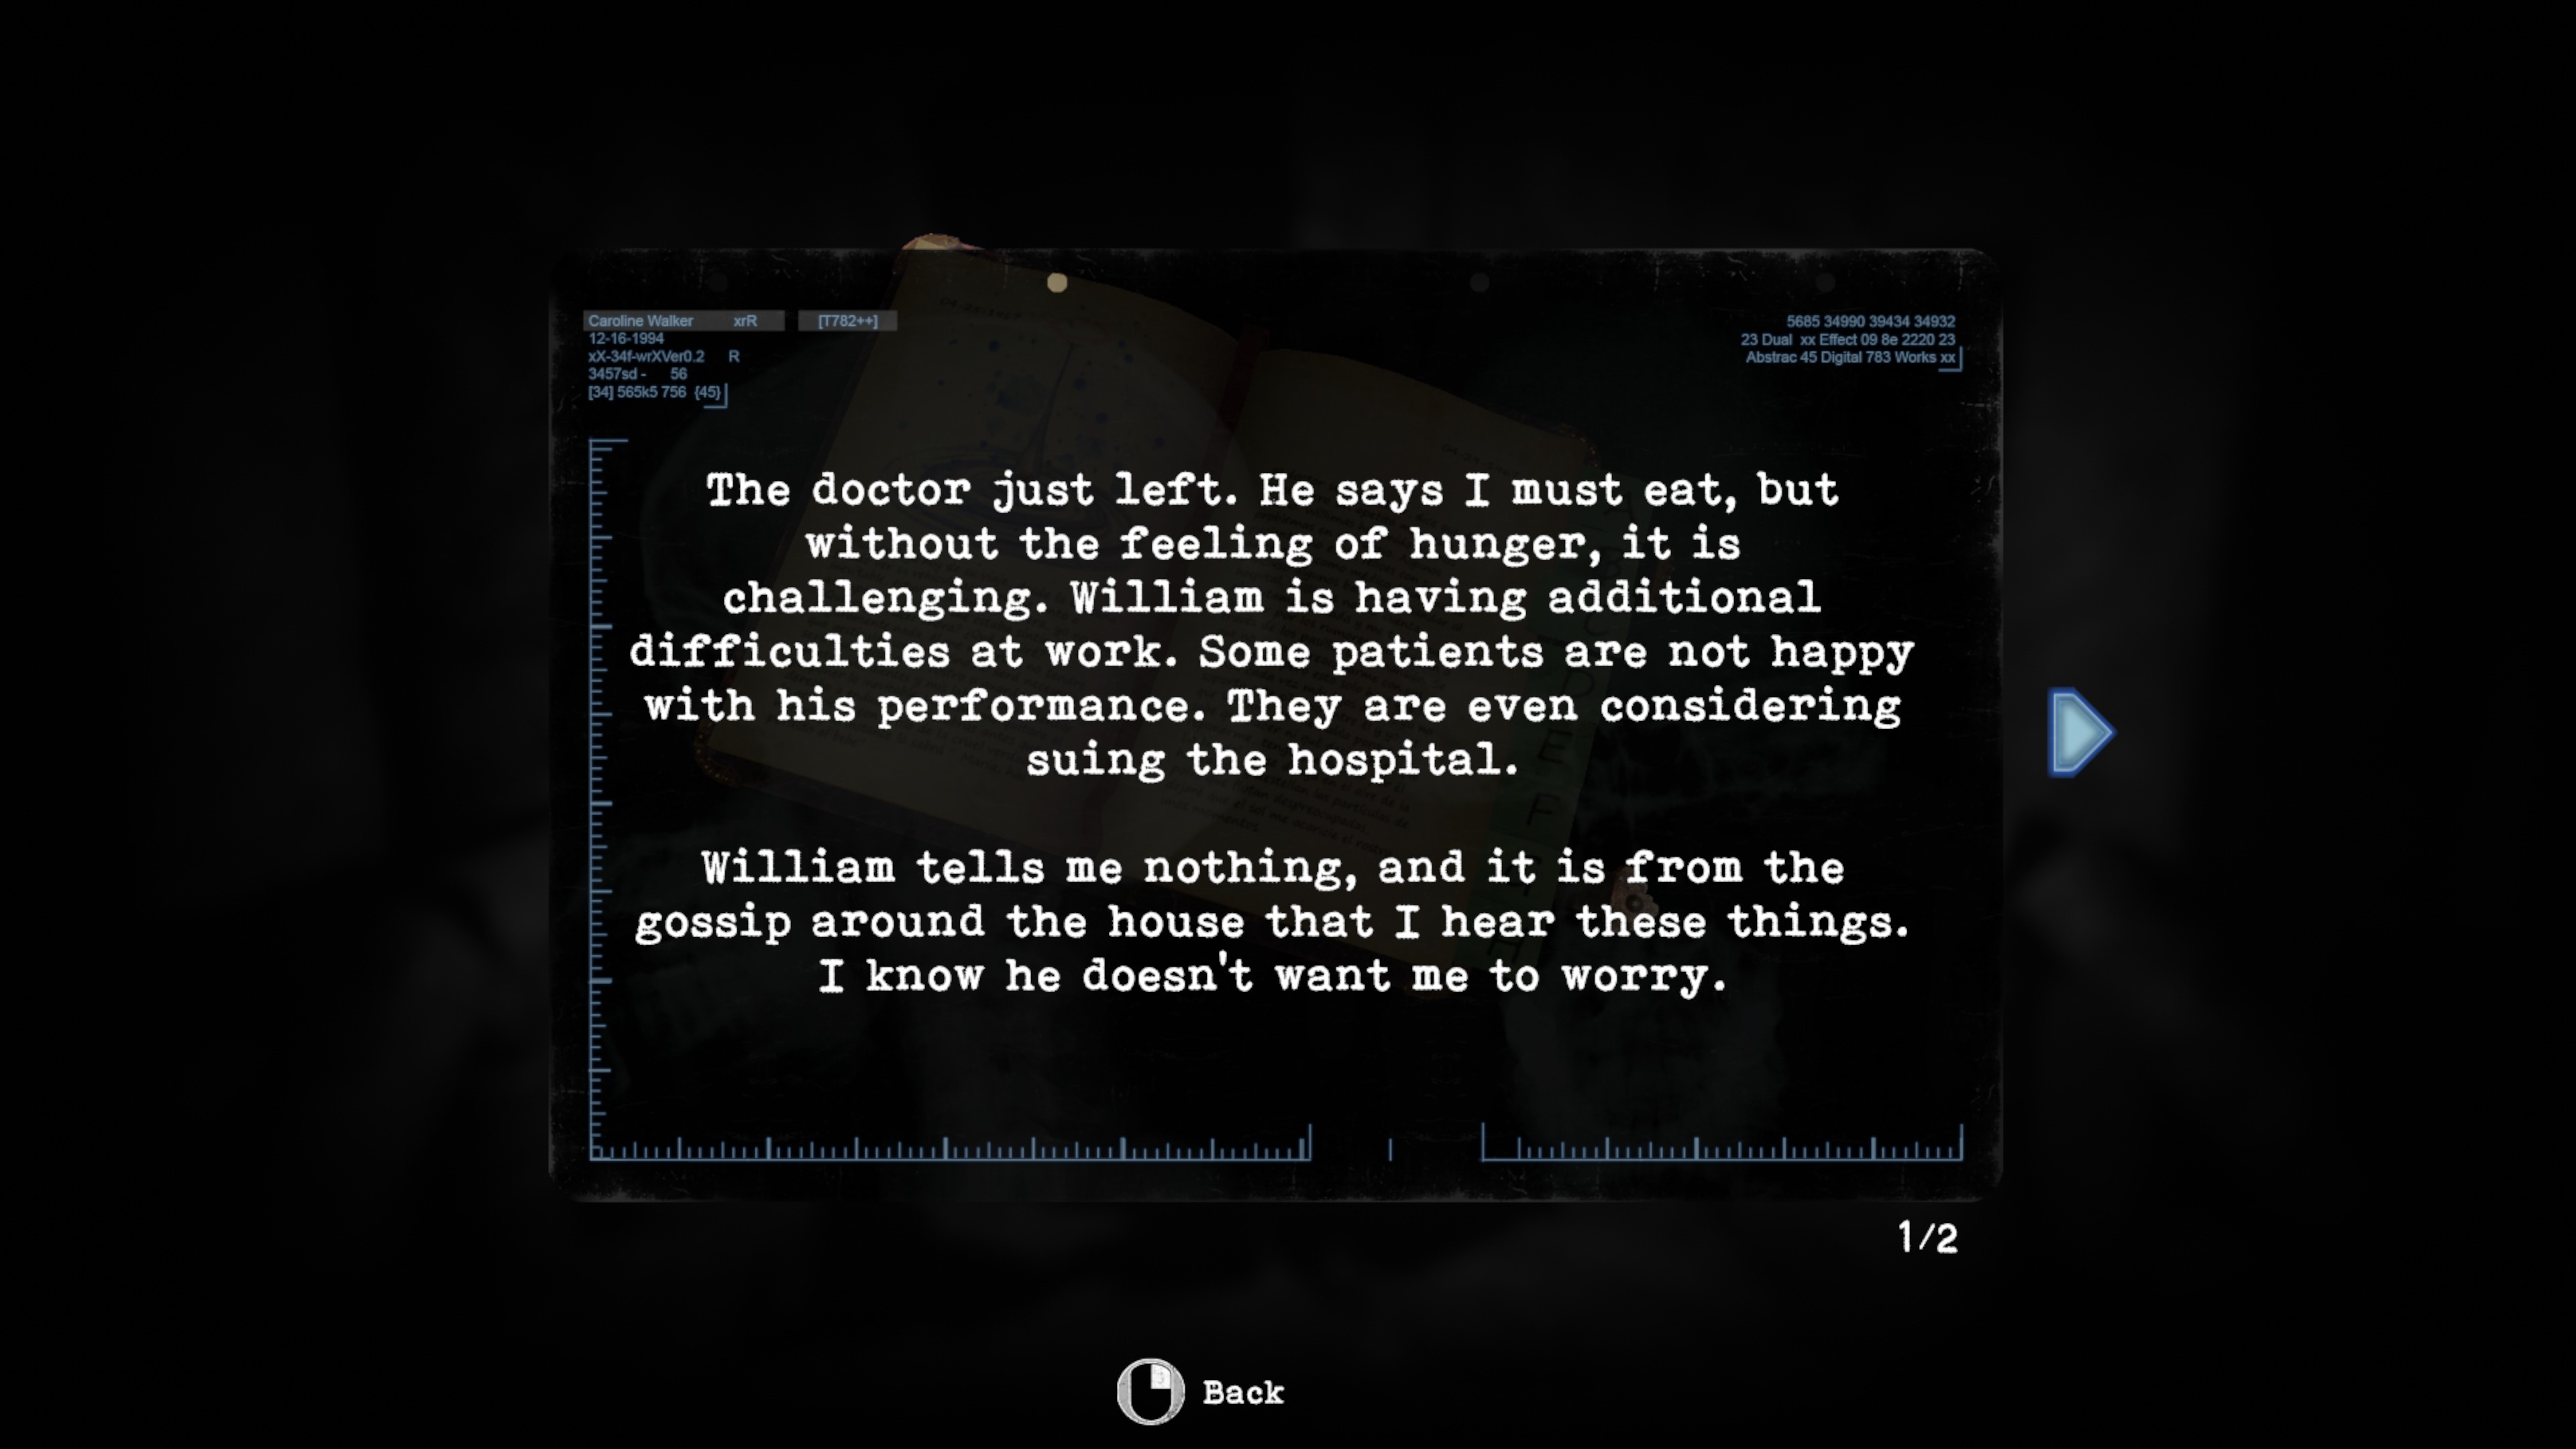 Caroline Walker xrR [T782++]
12-16-1994
xX-34f-wrXVer0.2 R
3457sd - 56
[34] 565k5 756 {45}
5685 34990 39434 34932
23 Dual xx Effect 09 8e 2220 23
Abstrac 45 Digital 783 Works xx
The doctor just left. He says I must eat, but
without the feeling of hunger, it is
challenging. William is having additional
difficulties at work. Some patients are not happy
with his performance. They are even considering
suing the hospital.
William tells me nothing, and it is from the
gossip around the house that I hear these things.
I know he doesn't want me to worry.
1/2
Back